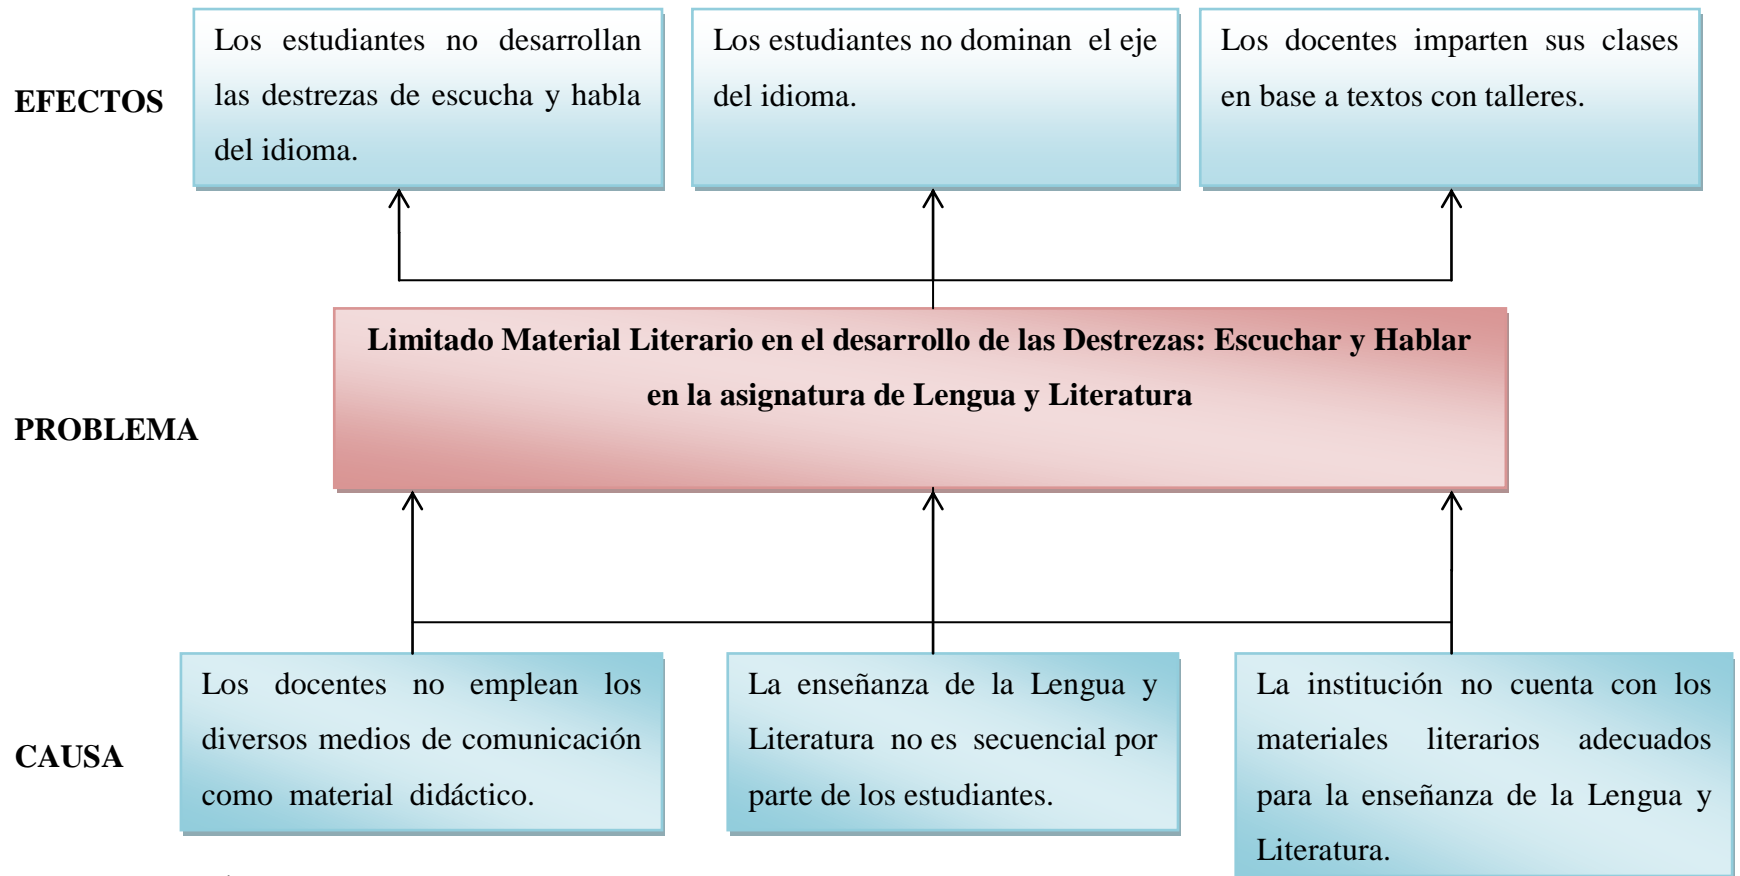 EFECTOS
Los estudiantes no desarrollan
las destrezas de escucha y habla
del idioma.
Los estudiantes no dominan el eje
del idioma.
Los docentes imparten sus clases
en base a textos con talleres.
PROBLEMA
Limitado Material Literario en el desarrollo de las Destrezas: Escuchar y Hablar
en la asignatura de Lengua y Literatura
CAUSA
Los docentes no emplean los
diversos medios de comunicación
como material didáctico.
La enseñanza de la Lengua y
Literatura no es secuencial por
parte de los estudiantes.
La institución no cuenta con los
materiales literarios adecuados
para la enseñanza de la Lengua y
Literatura.